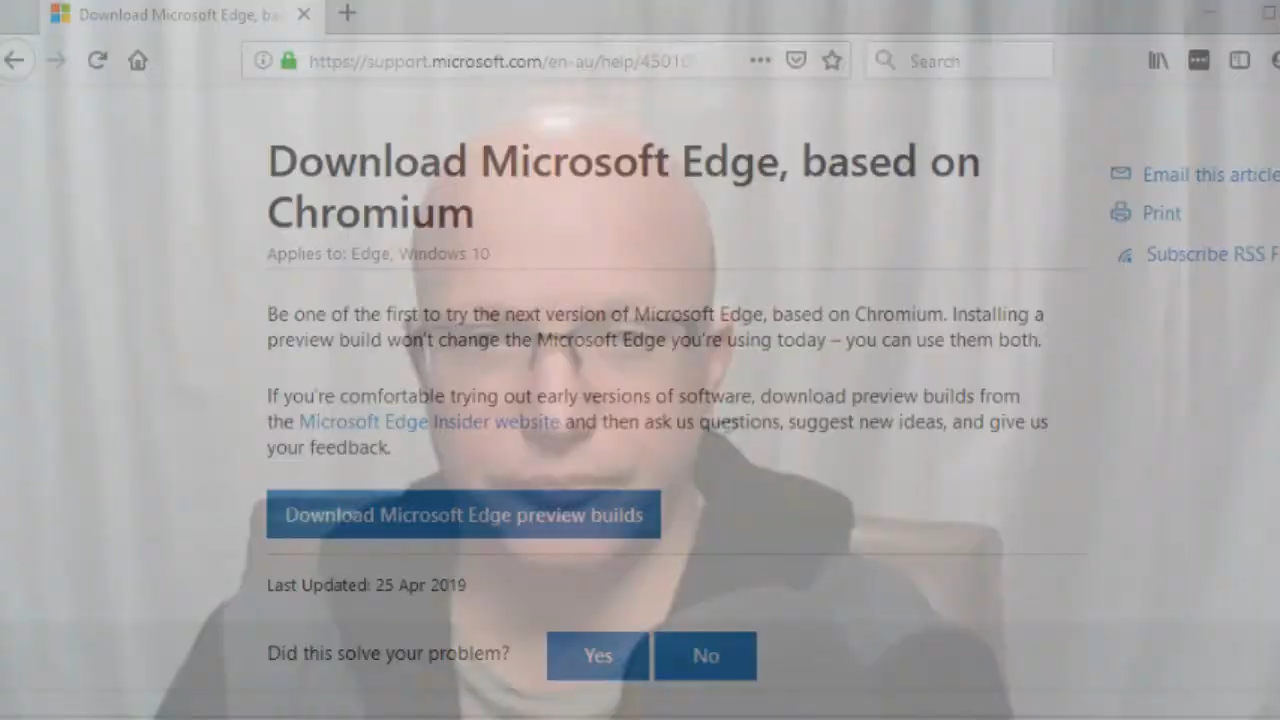 Download Microsoft Edge, ba
https://support.microsoft.com/en-au/help/45010
Search
Download Microsoft Edge, based on
Chromium
Applies to: Edge, Windows 10
Email this article
Print
Subscribe RSS F
Be one of the first to try the next version of Microsoft Edge, based on Chromium. Installing a
preview build won't change the Microsoft Edge you're using today – you can use them both.
If you're comfortable trying out early versions of software, download preview builds from
the Microsoft Edge Insider website and then ask us questions, suggest new ideas, and give us
your feedback.
Download Microsoft Edge preview builds
Last Updated: 25 Apr 2019
Did this solve your problem?
Yes
No